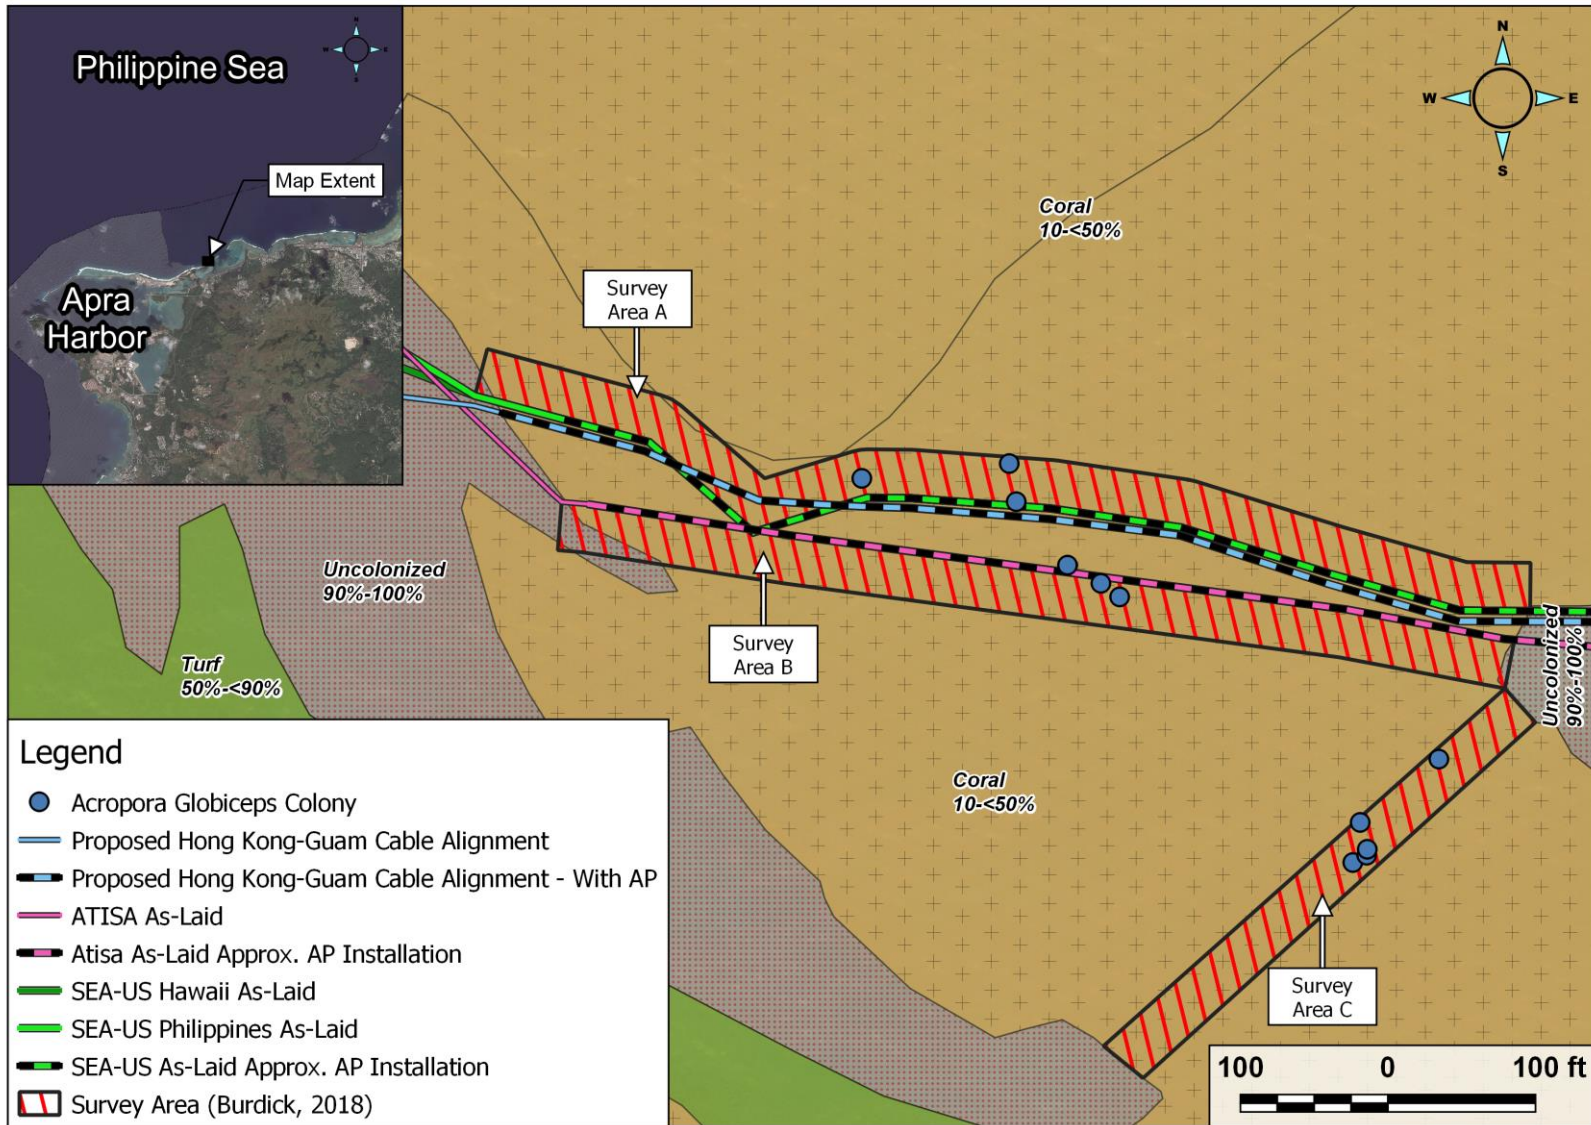 Philippine Sea
N
W
E
S
Map Extent
Apra
Harbor
N
W
E
S
Coral
10-<50%
Survey
Area A
Uncolonized
90%-100%
Survey
Area B
Turf
50%-<90%
Uncolonized
90%-100%
Coral
10-<50%
Survey
Area C
Legend
Acropora Globiceps Colony
Proposed Hong Kong-Guam Cable Alignment
Proposed Hong Kong-Guam Cable Alignment - With AP
ATISA As-Laid
Atisa As-Laid Approx. AP Installation
SEA-US Hawaii As-Laid
SEA-US Philippines As-Laid
SEA-US As-Laid Approx. AP Installation
Survey Area (Burdick, 2018)
100 0 100 ft